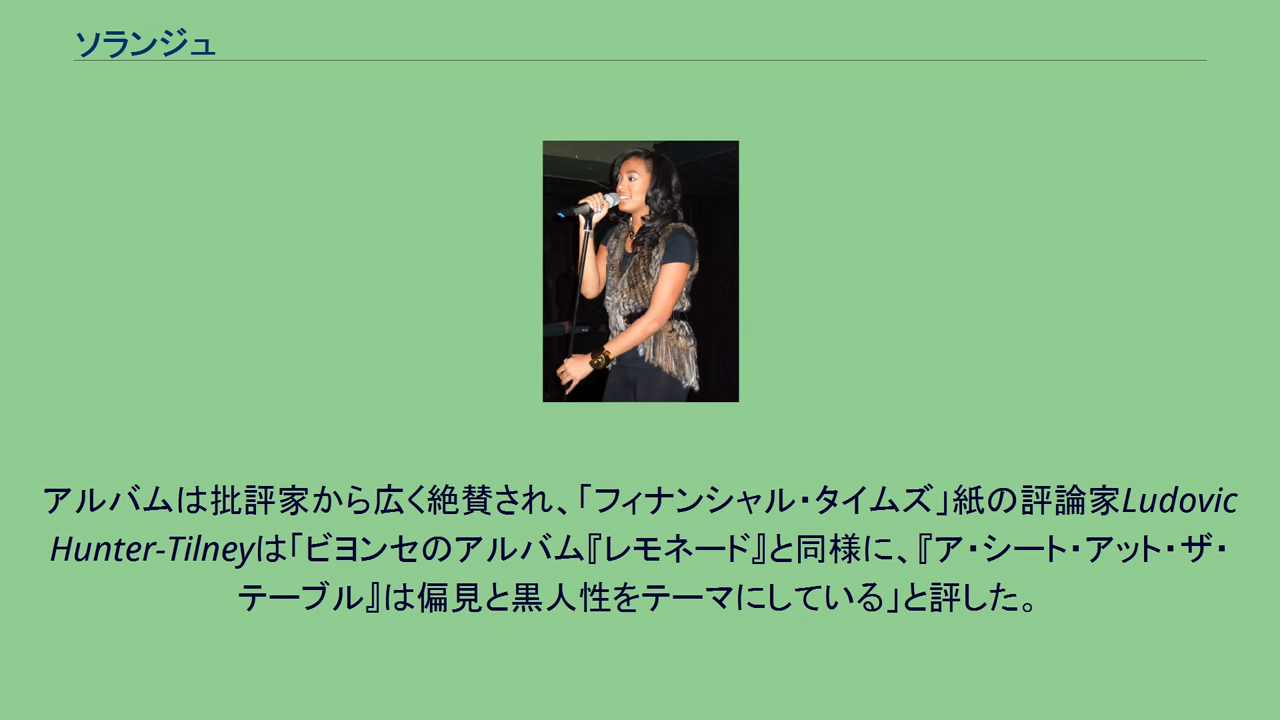 ソランジュ
アルバムは批評家から広く絶賛され、「フィナンシャル・タイムズ」紙の評論家Ludovic
Hunter-Tilneyは「ビヨンセのアルバム『レモネード』と同様に、『ア・シート・アット・ザ・
テーブル』は偏見と黒人性をテーマにしている」と評した。